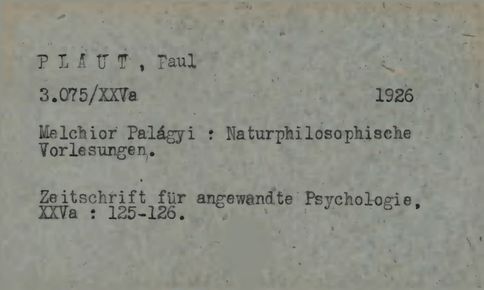 P L A U T , Paul
3.075/XXVa 1926
Melchior Palágyi : Naturphilosophische
Vorlesungen.
Zeitschrift für angewandte Psychologie,
XXVa : 125-126.